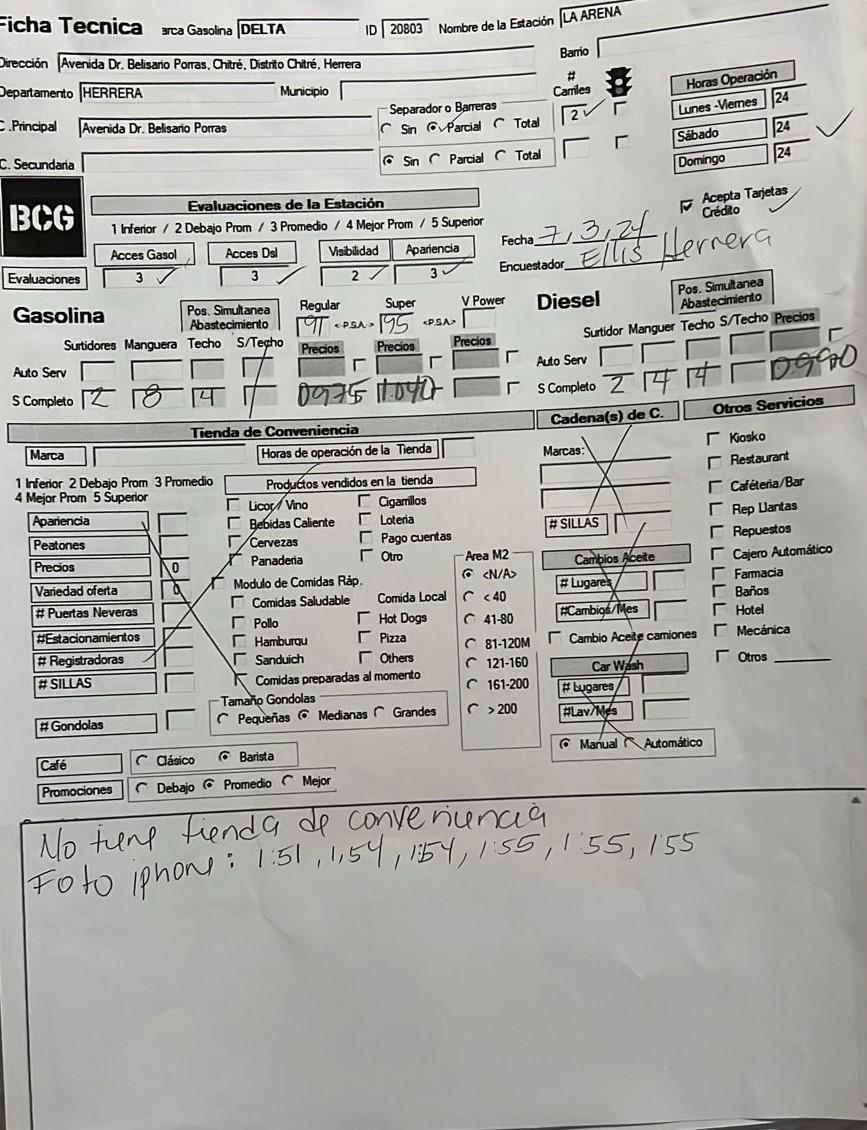 Ficha Tecnica arca Gasolina DELTA ID 20803 Nombre de la Estación LA ARENA
Dirección Avenida Dr. Belisario Porras, Chitré, Distrito Chitré, Herrera Barrio
Departamento HERRERA Municipio # Carriles Horas Operación
C .Principal Avenida Dr. Belisario Porras Separador o Barreras Sin Parcial Total 2 Lunes -Viernes 24
Sábado 24
C. Secundaria Sin Parcial Total Domingo 24
BCG
Evaluaciones de la Estación
1 Inferior / 2 Debajo Prom / 3 Promedio / 4 Mejor Prom / 5 Superior
Acepta Tarjetas Crédito
Acces Gasol Acces Dsl Visibilidad Apariencia
Fecha 7,3,24
Evaluaciones 3 3 2 3
Encuestador Ellis Herrera
Gasolina Pos. Simultanea Abastecimiento Regular Super V Power
91 <-P.S.A.-> 95 <-P.S.A.->
Diesel Pos. Simultanea Abastecimiento
Surtidores Manguera Techo S/Techo Precios Precios Precios
Surtidor Manguer Techo S/Techo Precios
Auto Serv
Auto Serv
S Completo 2 8 4 0975 1.040
S Completo 2 4 4 0990
Tienda de Conveniencia
Cadena(s) de C. Otros Servicios
Marca Horas de operación de la Tienda
Marcas:
1 Inferior 2 Debajo Prom 3 Promedio
4 Mejor Prom 5 Superior
Apariencia
Peatones
Precios 0
Variedad oferta 0
# Puertas Neveras
#Estacionamientos
# Registradoras
# SILLAS
# Gondolas
Productos vendidos en la tienda
Licor / Vino Cigarrillos
Bebidas Caliente Loteria
Cervezas Pago cuentas
Panaderia Otro
Modulo de Comidas Ráp.
Comidas Saludable Comida Local
Pollo Hot Dogs
Hamburqu Pizza
Sanduich Others
Comidas preparadas al momento
Tamaño Gondolas
Pequeñas Medianas Grandes
Area M2
<N/A>
< 40
41-80
81-120M
121-160
161-200
> 200
# SILLAS
Cambios Aceite
# Lugares
#Cambios/Mes
Cambio Aceite camiones
Car Wash
# Lugares
#Lav/Mes
Manual Automático
Kiosko
Restaurant
Caféteria/Bar
Rep Llantas
Repuestos
Cajero Automático
Farmacia
Baños
Hotel
Mecánica
Otros
Café Clásico Barista
Promociones Debajo Promedio Mejor
No tiene tienda de conveniencia
Foto iphone: 1:51, 1,54, 1:54, 1:55, 1:55, 1:55